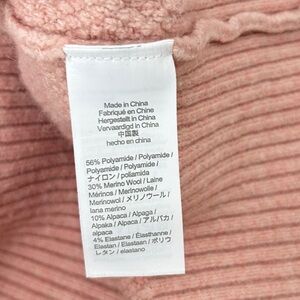 Made in China
Fabriqué en Chine
Hergestellt in China
Vervaardigd in China
中国製
hecho en china
56% Polyamide / Polyamide /
Polyamide / Polyamide /
ナイロン / poliamida
30% Merino Wool / Laine
Mérinos / Merinowolle /
Merinowol / メリノウール /
lana merino
10% Alpaca / Alpaga /
Alpaka / Alpaca / アルパカ /
alpaca
4% Elastane / Élasthanne /
Elastan / Elastaan / ポリウ
レタン / elastano